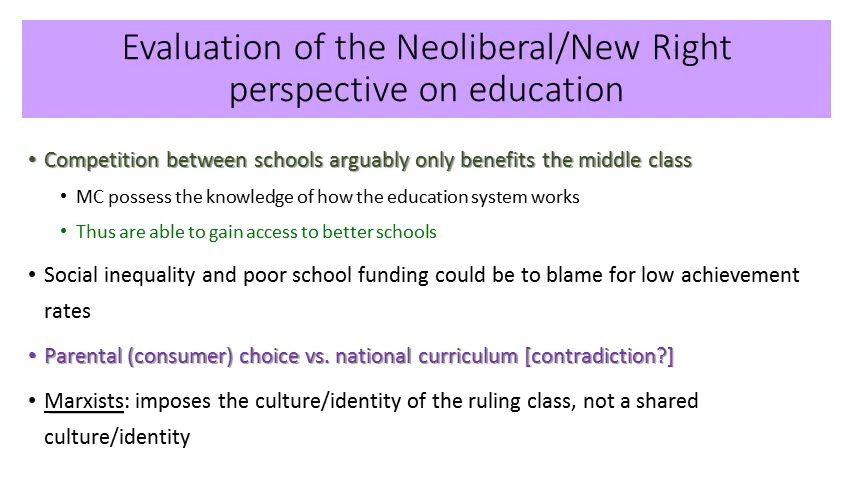 Evaluation of the Neoliberal/New Right
perspective on education
• Competition between schools arguably only benefits the middle class
• MC possess the knowledge of how the education system works
• Thus are able to gain access to better schools
• Social inequality and poor school funding could be to blame for low achievement
rates
• Parental (consumer) choice vs. national curriculum [contradiction?]
• Marxists: imposes the culture/identity of the ruling class, not a shared
culture/identity